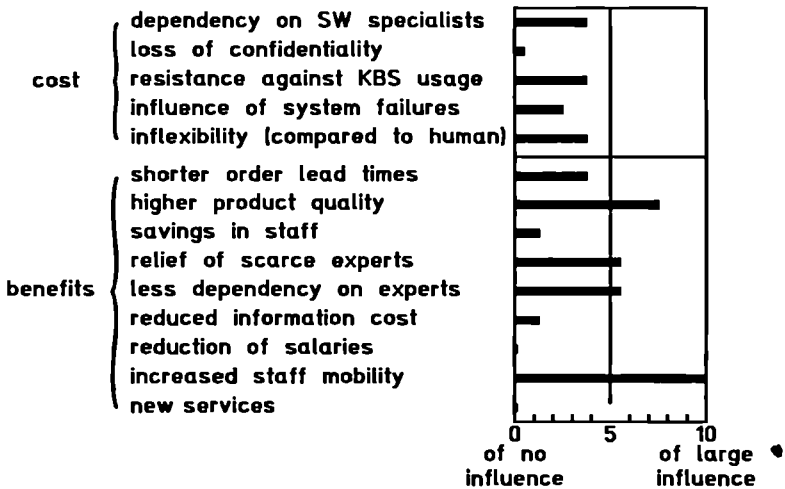 cost
dependency on SW specialists
loss of confidentiality
resistance against KBS usage
influence of system failures
inflexibility (compared to human)
benefits
shorter order lead times
higher product quality
savings in staff
relief of scarce experts
less dependency on experts
reduced information cost
reduction of salaries
increased staff mobility
new services
0 5 10
of no of large
influence influence